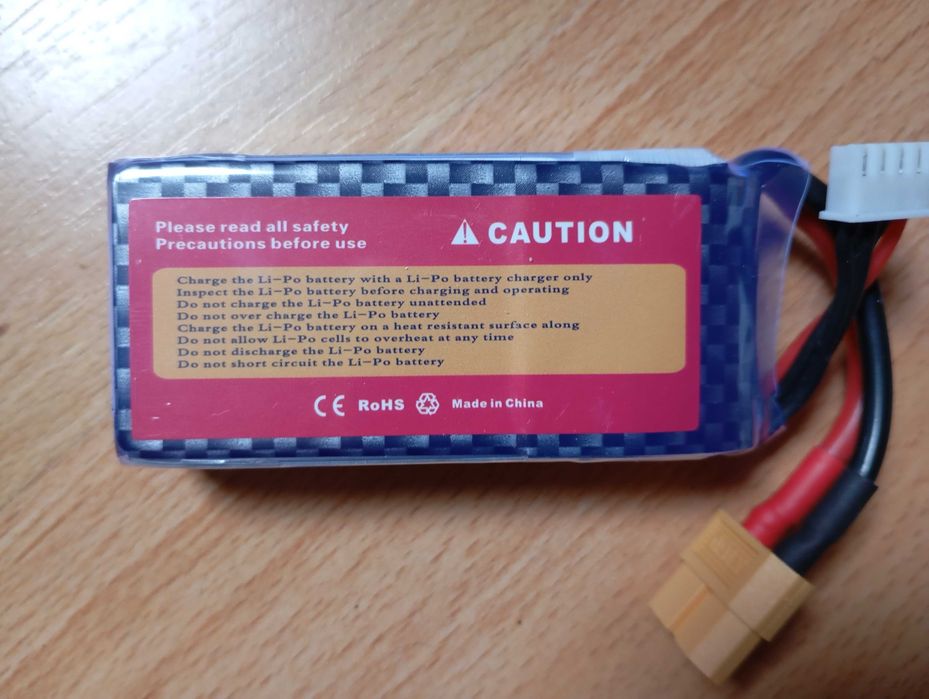 Please read all safety
Precautions before use
CAUTION
Charge the Li-Po battery with a Li-Po battery charger only
Inspect the Li-Po battery before charging and operating
Do not charge the Li-Po battery unattended
Do not over charge the Li-Po battery
Charge the Li-Po battery on a heat resistant surface along
Do not allow Li-Po cells to overheat at any time
Do not discharge the Li-Po battery
Do not short circuit the Li-Po battery
CE RoHS Made in China